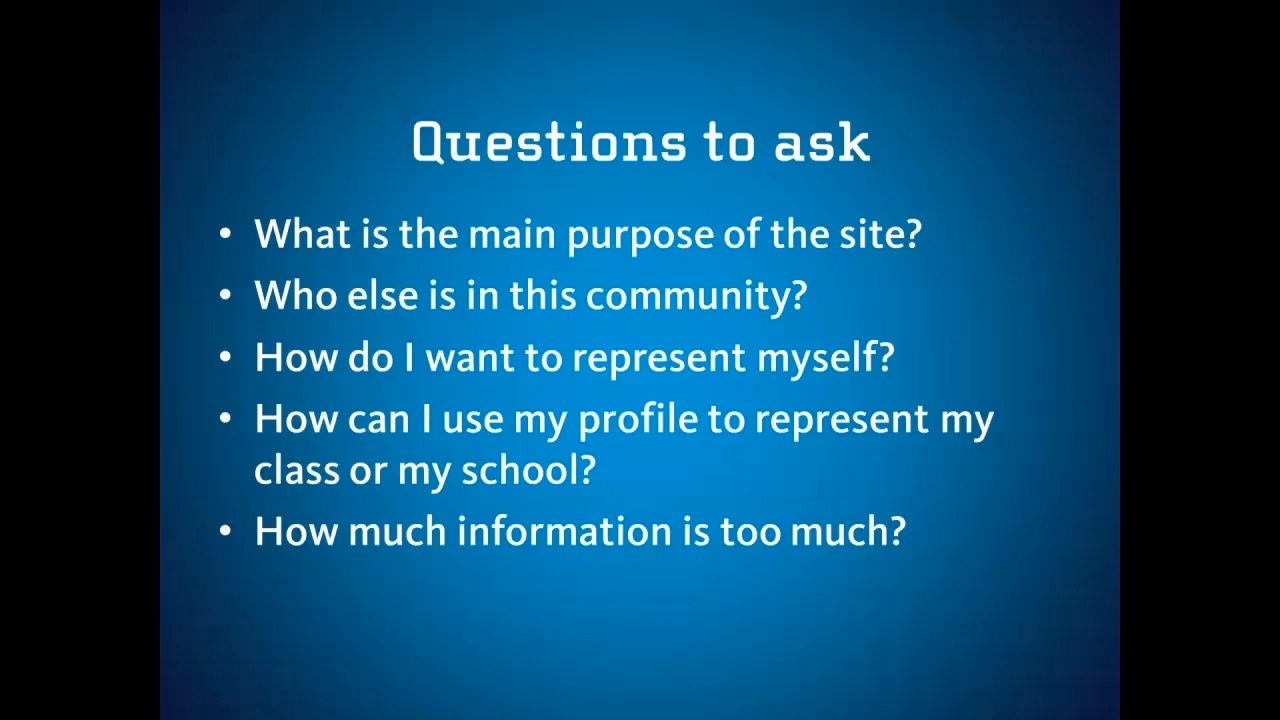 Questions to ask
• What is the main purpose of the site?
• Who else is in this community?
• How do I want to represent myself?
• How can I use my profile to represent my
class or my school?
• How much information is too much?